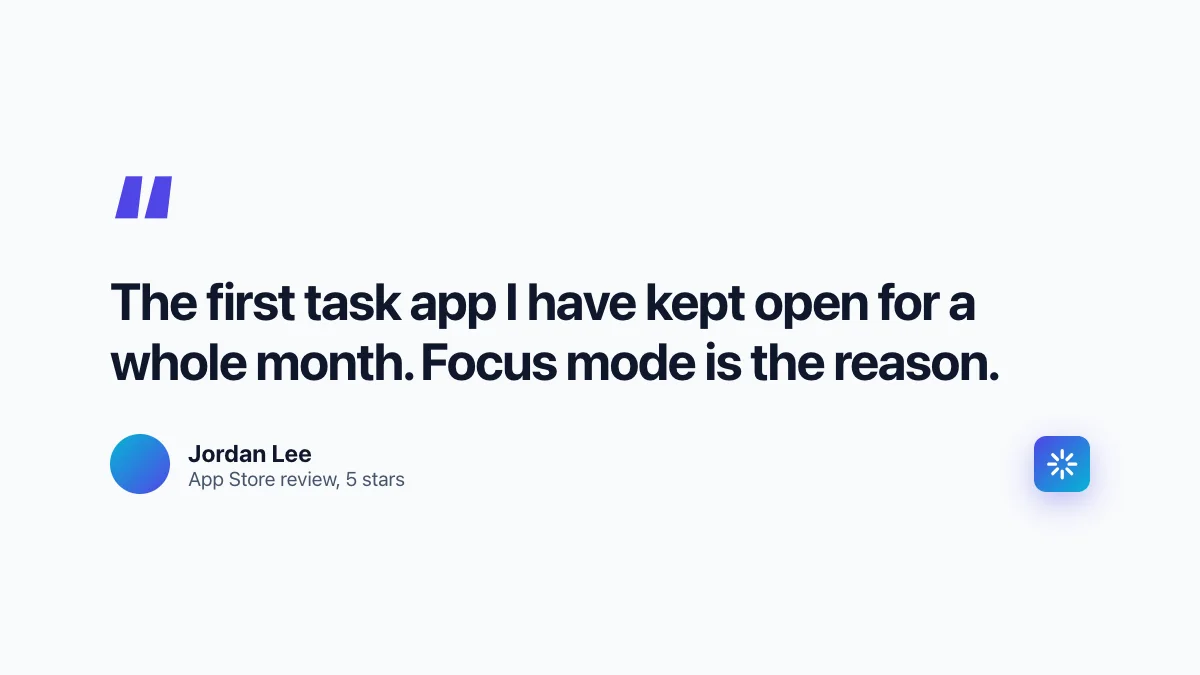 "
The first task app I have kept open for a
whole month. Focus mode is the reason.
Jordan Lee
App Store review, 5 stars